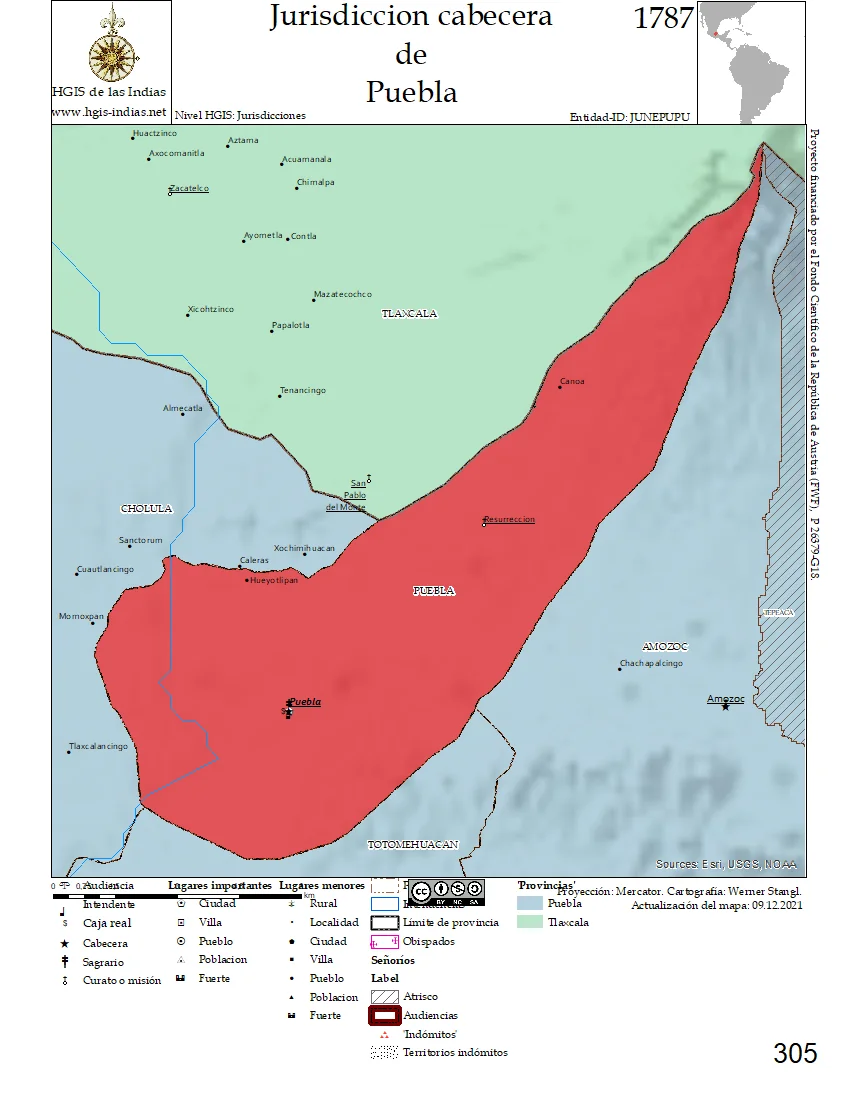 Jurisdiccion cabecera
de
Puebla
1787
HGIS de las Indias
www.hgis-indias.net
Nivel HGIS: Jurisdicciones
Entidad-ID: JUNEPUPU
Proyecto financiado por el Fondo Científico de la República de Austria (FWF), P 26379-G18.
Huactzinco
Aztama
Axocomanitla
Acuamanala
Zacatelco
Chimalpa
Ayometla
Contla
Mazatecochco
Xicohtzinco
TLAXCALA
Papalotla
Canoa
Tenancingo
Almecatla
San
Pablo
del Monte
CHOLULA
Resurreccion
Sanctorum
Xochimihuacan
Caleras
Cuautlancingo
Hueyotlipan
PUEBLA
TEPEACA
Momoxpan
AMOZOC
Chachapalcingo
Puebla
Amozoc
Tlaxcalancingo
TOTOMEHUACAN
Sources: Esri, USGS, NOAA
km
Audiencia
Intendente
Caja real
Cabecera
Sagrario
Curato o misión
Lugares importantes
Ciudad
Villa
Pueblo
Poblacion
Fuerte
Lugares menores
Rural
Localidad
Ciudad
Villa
Pueblo
Poblacion
Fuerte
BY NC SA
Límite de provincia
Obispados
Señoríos
Label
Atrisco
Audiencias
'Indómitos'
Territorios indómitos
'Provincias'
Puebla
Tlaxcala
Proyección: Mercator. Cartografía: Werner Stangl.
Actualización del mapa: 09.12.2021
305